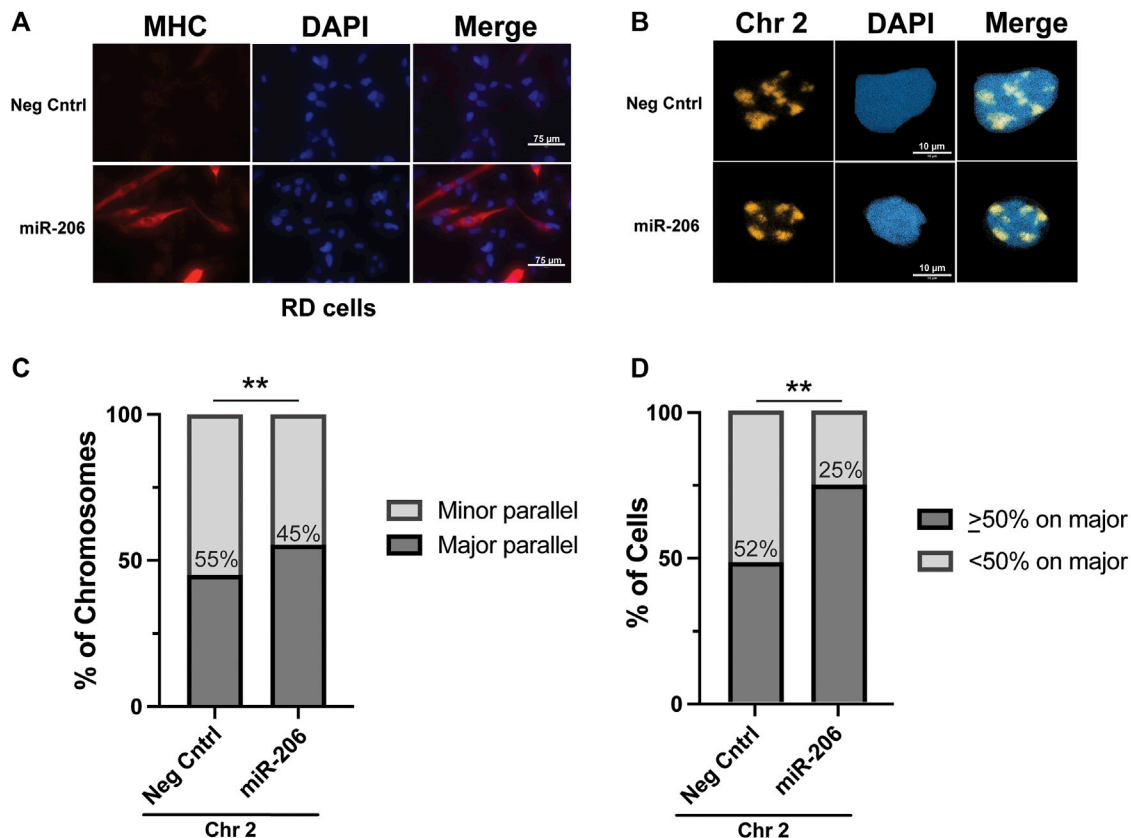 A
MHC DAPI Merge
Neg Cntrl
75 µm
miR-206
75 µm
RD cells
B
Chr 2 DAPI Merge
Neg Cntrl
10 µm
miR-206
10 µm
C
**
% of Chromosomes
100
50
0
55%
45%
Minor parallel
Major parallel
Neg Cntrl
miR-206
Chr 2
D
**
% of Cells
100
50
0
52%
25%
≥50% on major
<50% on major
Neg Cntrl
miR-206
Chr 2